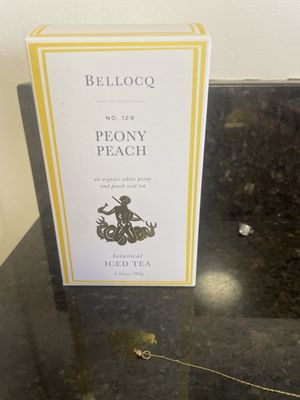 BELLOCQ
NO. 129
PEONY
PEACH
an organic white peony
and peach iced tea
botanical
ICED TEA